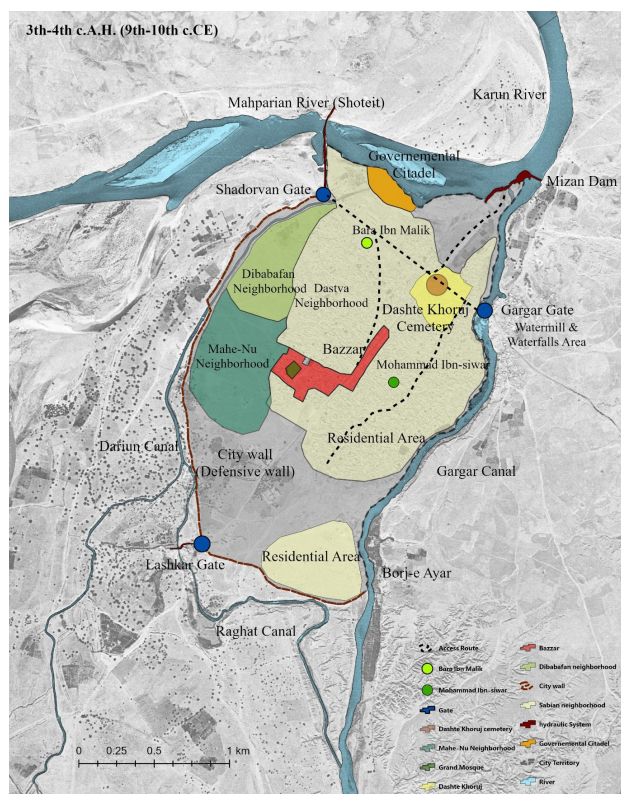 3th-4th c.A.H. (9th-10th c.CE)
Karun River
Mahparian River (Shoteit)
Governemental
Citadel
Mizan Dam
Shadorvan Gate
Bara Ibn Malik
Dibabafan
Neighborhood
Dastva
Neighborhood
Dashte Khoruj
Cemetery
Gargar Gate
Watermill &
Waterfalls Area
Mahe-Nu
Neighborhood
Bazzar
Mohammad Ibn-siwar
Residential Area
Dariun Canal
City wall
(Defensive wall)
Gargar Canal
Residential Area
Lashkar Gate
Borj-e Ayar
Raghat Canal
Access Route
Bara Ibn Malik
Mohammad Ibn-siwar
Gate
Dashte Khoruj cemetery
Mahe-Nu Neighborhood
Grand Mosque
Dashte Khoruj
Bazzar
Dibabafan neighborhood
City wall
Sabian neighborhood
hydraulic System
Governemental Citadel
City Territory
River
0 0.25 0.5 1 km